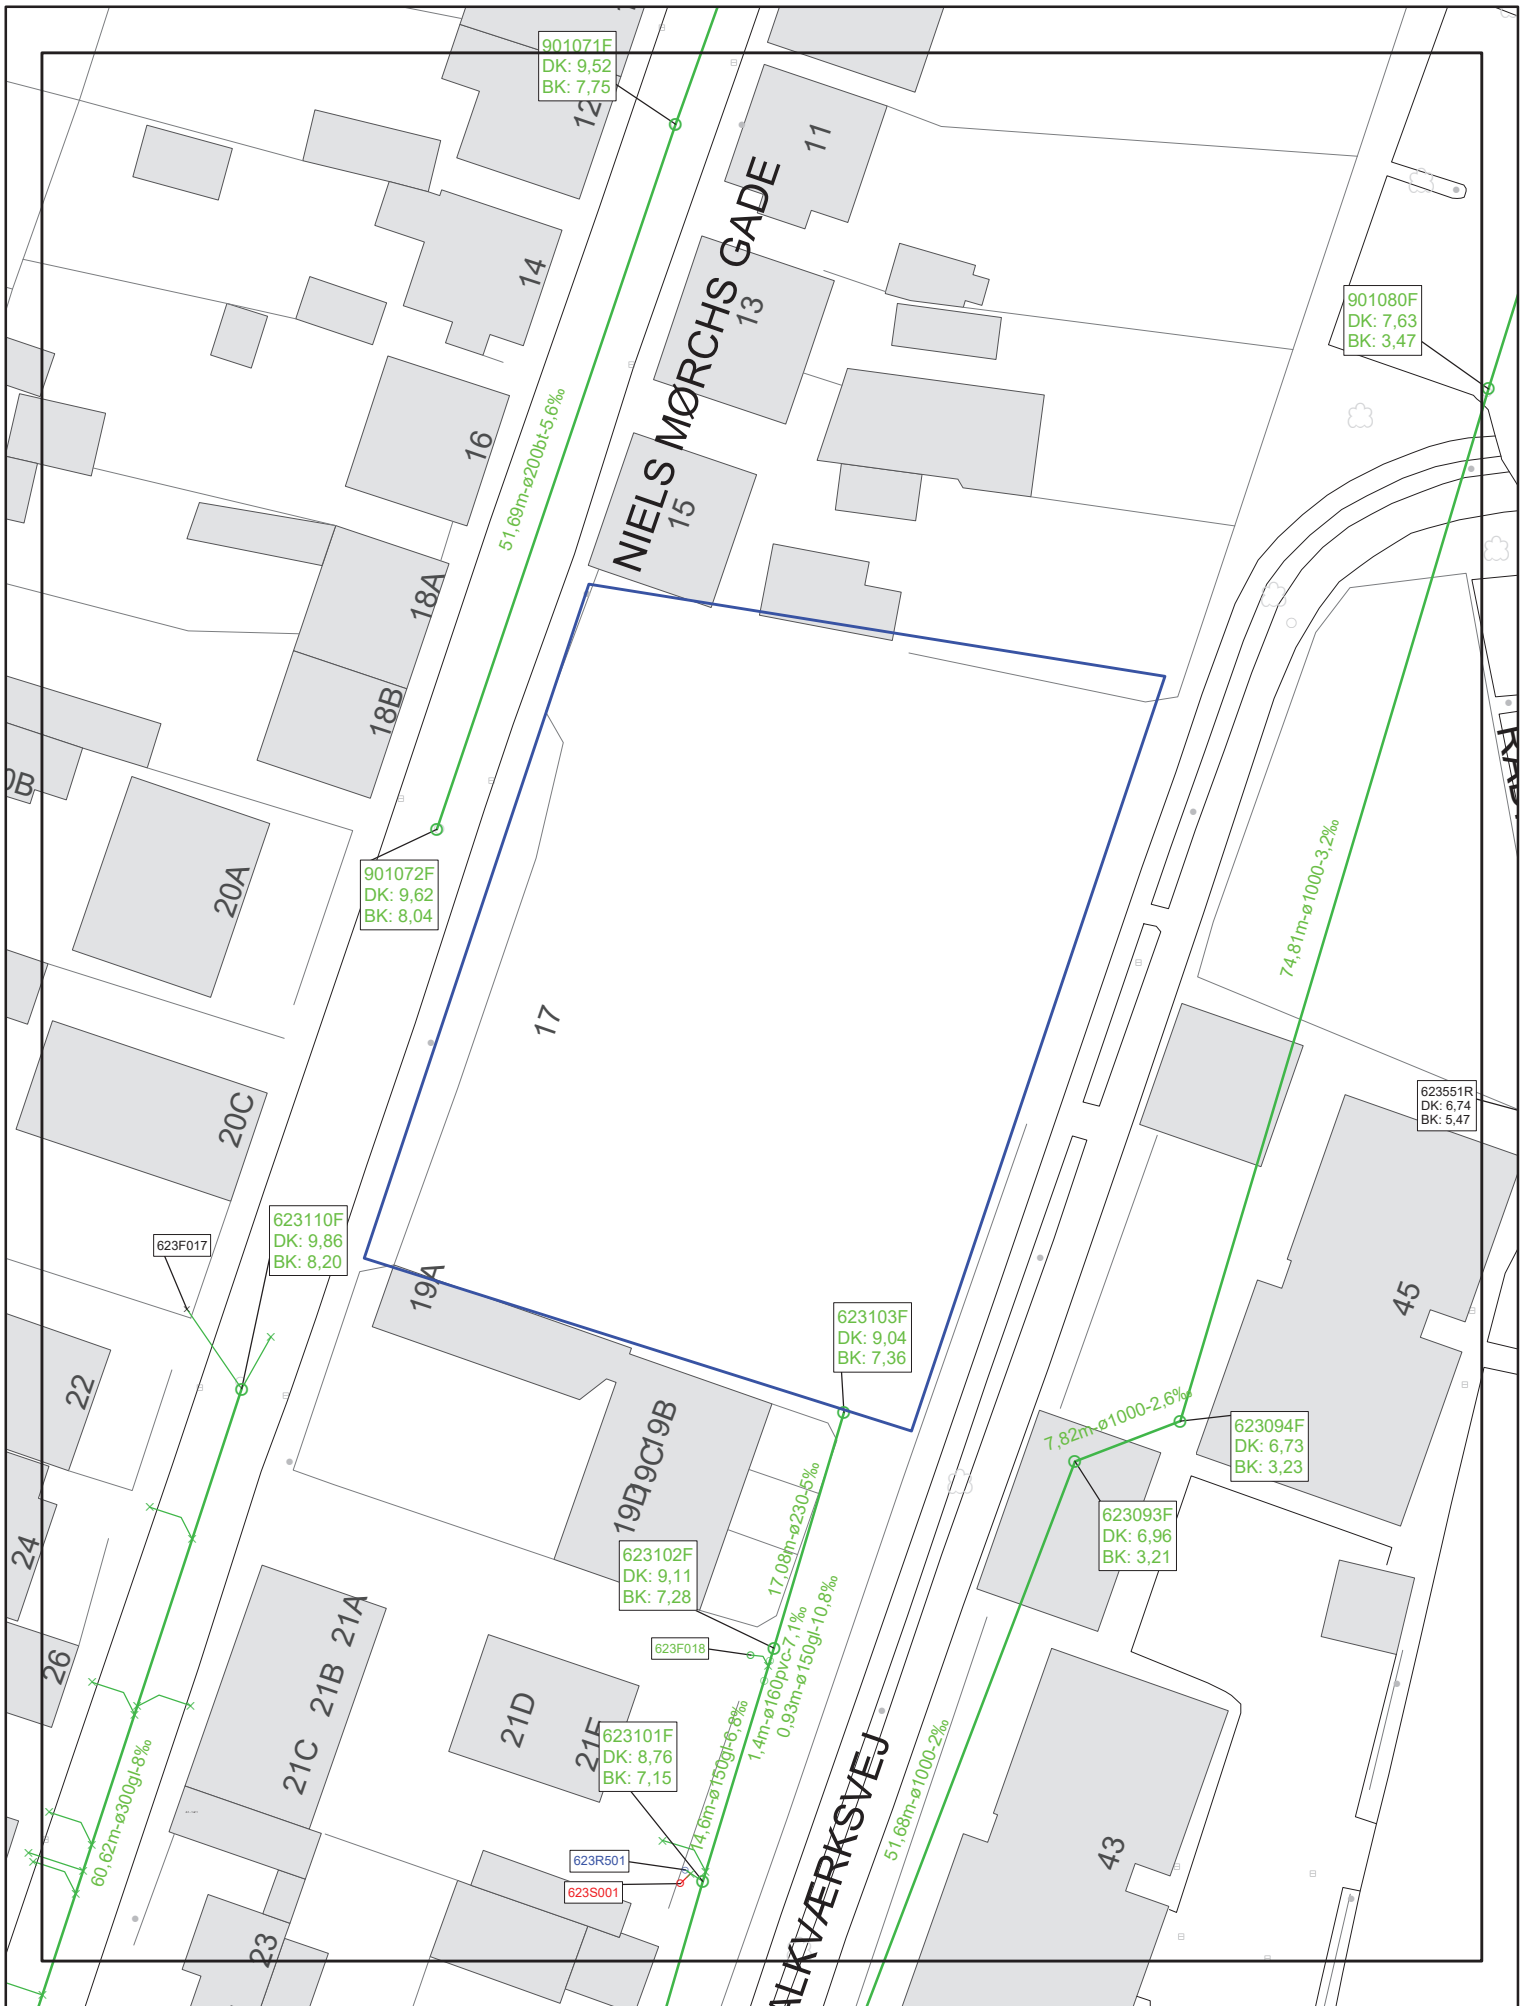 901071F
DK: 9,52
BK: 7,75
12
11
14
13
NIELS MØRCHS GADE
901080F
DK: 7,63
BK: 3,47
16
51,69m-ø200bt-5,6‰
15
18A
18B
0B
901072F
DK: 9,62
BK: 8,04
20A
74,81m-ø1000-3,2‰
17
20C
623551R
DK: 6,74
BK: 5,47
623F017
623110F
DK: 9,86
BK: 8,20
19A
623103F
DK: 9,04
BK: 7,36
45
22
19B
19C
19D
7,82m-ø1000-2,6‰
623094F
DK: 6,73
BK: 3,23
623093F
DK: 6,96
BK: 3,21
24
17,08m-ø230-5‰
623102F
DK: 9,11
BK: 7,28
21A
21B
21C
623F018
26
1,4m-ø160pvc-7,1‰
0,93m-ø150gl-10,8‰
21D
623101F
DK: 8,76
BK: 7,15
14,6m-ø150gl-6,8‰
60,62m-ø300gl-8‰
51,68m-ø1000-2‰
43
623R501
623S001
ALKVÆRKSVEJ
23